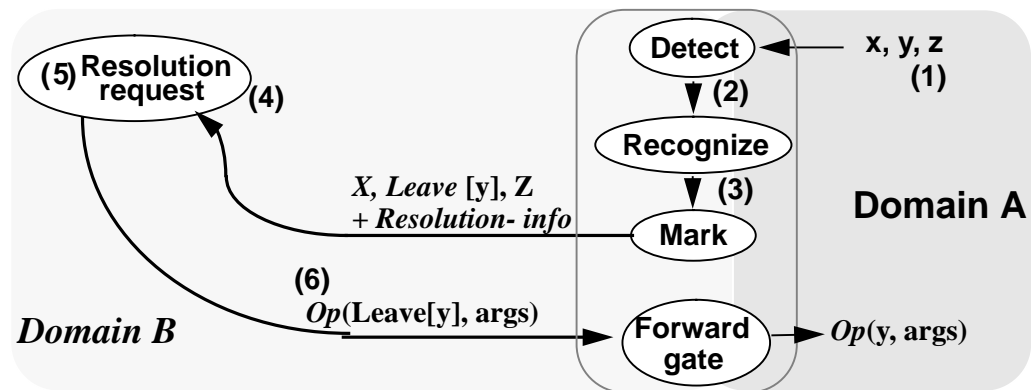 Detect
x, y, z
(1)
(5) Resolution
request
(4)
(2)
Recognize
(3)
X, Leave [y], Z
+ Resolution- info
Mark
Domain A
(6)
Op(Leave[y], args)
Domain B
Forward
gate
Op(y, args)